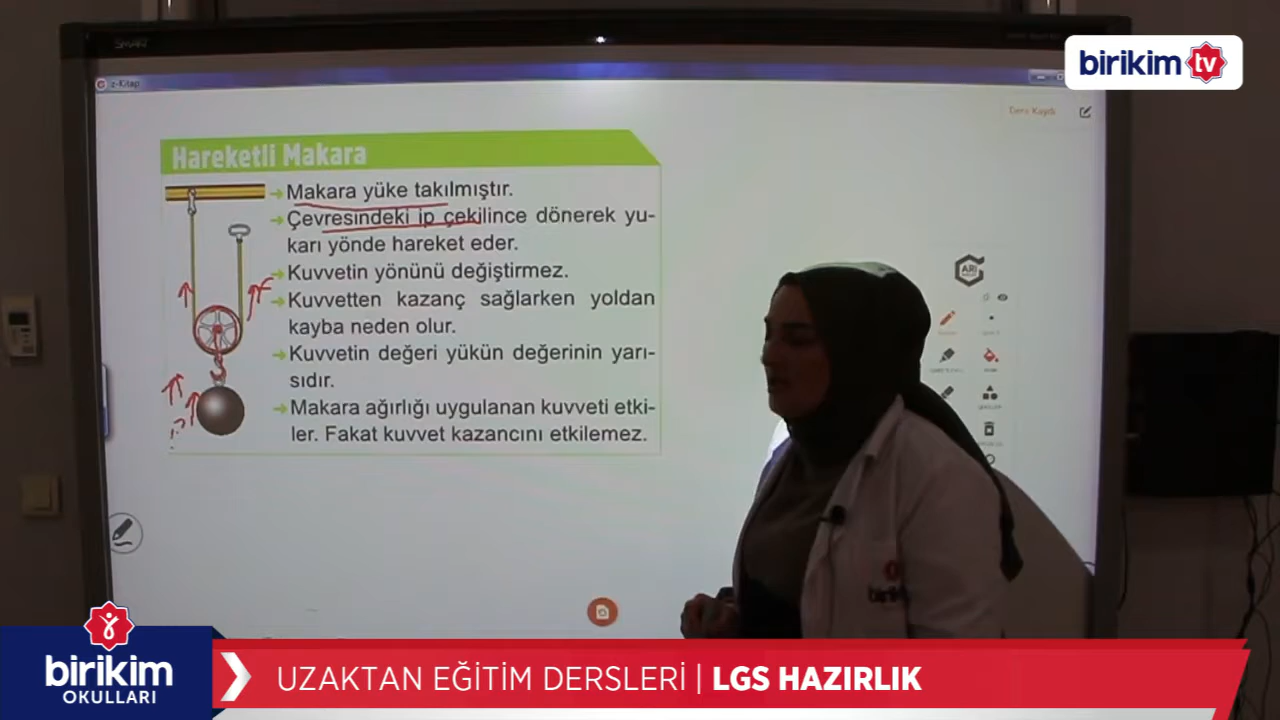 SMART
z-Kitap
birikim tv
Ders Kaydı
Hareketli Makara
Makara yüke takılmıştır.
Çevresindeki ip çekilince dönerek yu-
karı yönde hareket eder.
Kuvvetin yönünü değiştirmez.
Kuvvetten kazanç sağlarken yoldan
kayba neden olur.
Kuvvetin değeri yükün değerinin yarı-
sıdır.
Makara ağırlığı uygulanan kuvveti etki-
ler. Fakat kuvvet kazancını etkilemez.
F
ARI
birikim
OKULLARI
UZAKTAN EĞİTİM DERSLERİ | LGS HAZIRLIK